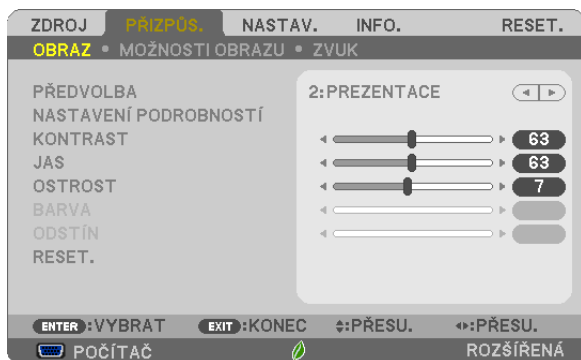 ZDROJ PŘIZPŮS. NASTAV. INFO. RESET.
OBRAZ • MOŽNOSTI OBRAZU • ZVUK
PŘEDVOLBA 2:PREZENTACE
NASTAVENÍ PODROBNOSTÍ
KONTRAST 63
JAS 63
OSTROST 7
BARVA
ODSTÍN
RESET.
ENTER:VYBRAT EXIT:KONEC :PŘESU. :PŘESU.
POČÍTAČ ROZŠÍŘENÁ